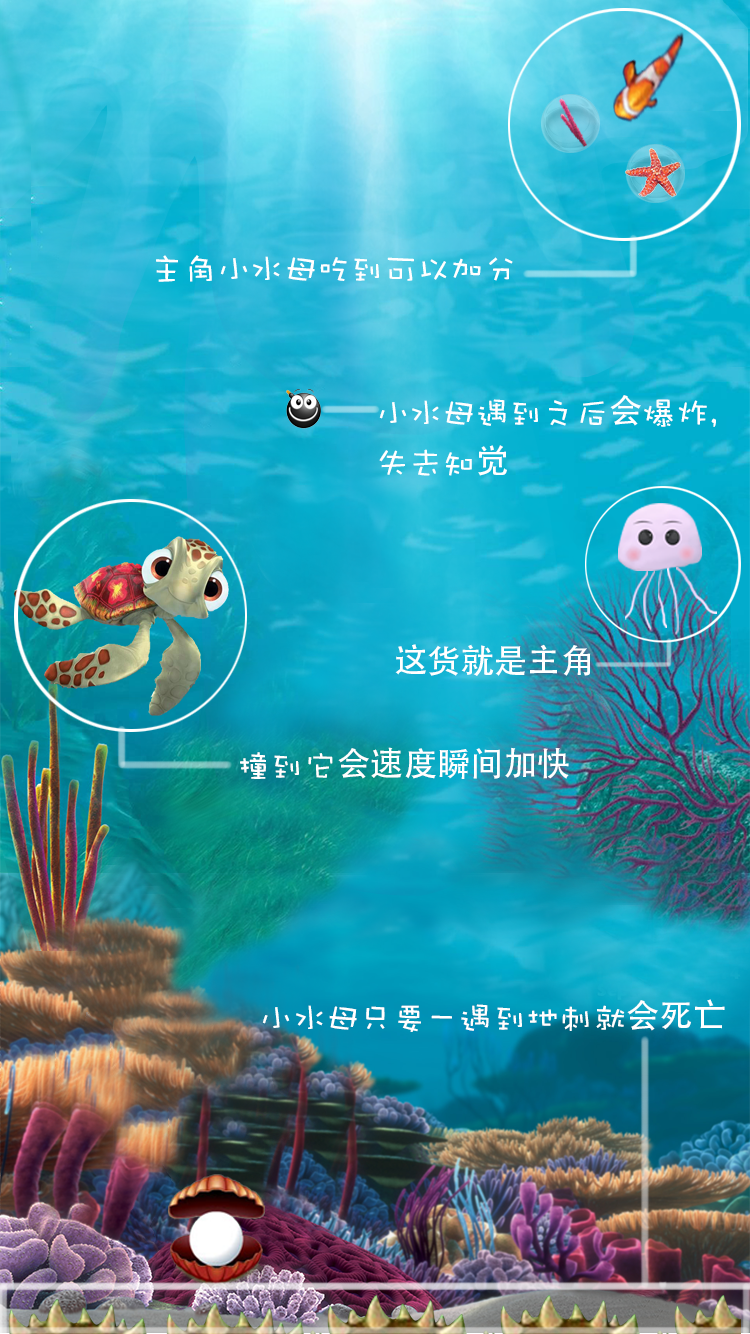 主角小水母吃到可以加分
小水母遇到之后会爆炸,
失去知觉
这货就是主角
撞到它会速度瞬间加快
小水母只要一遇到地刺就会死亡